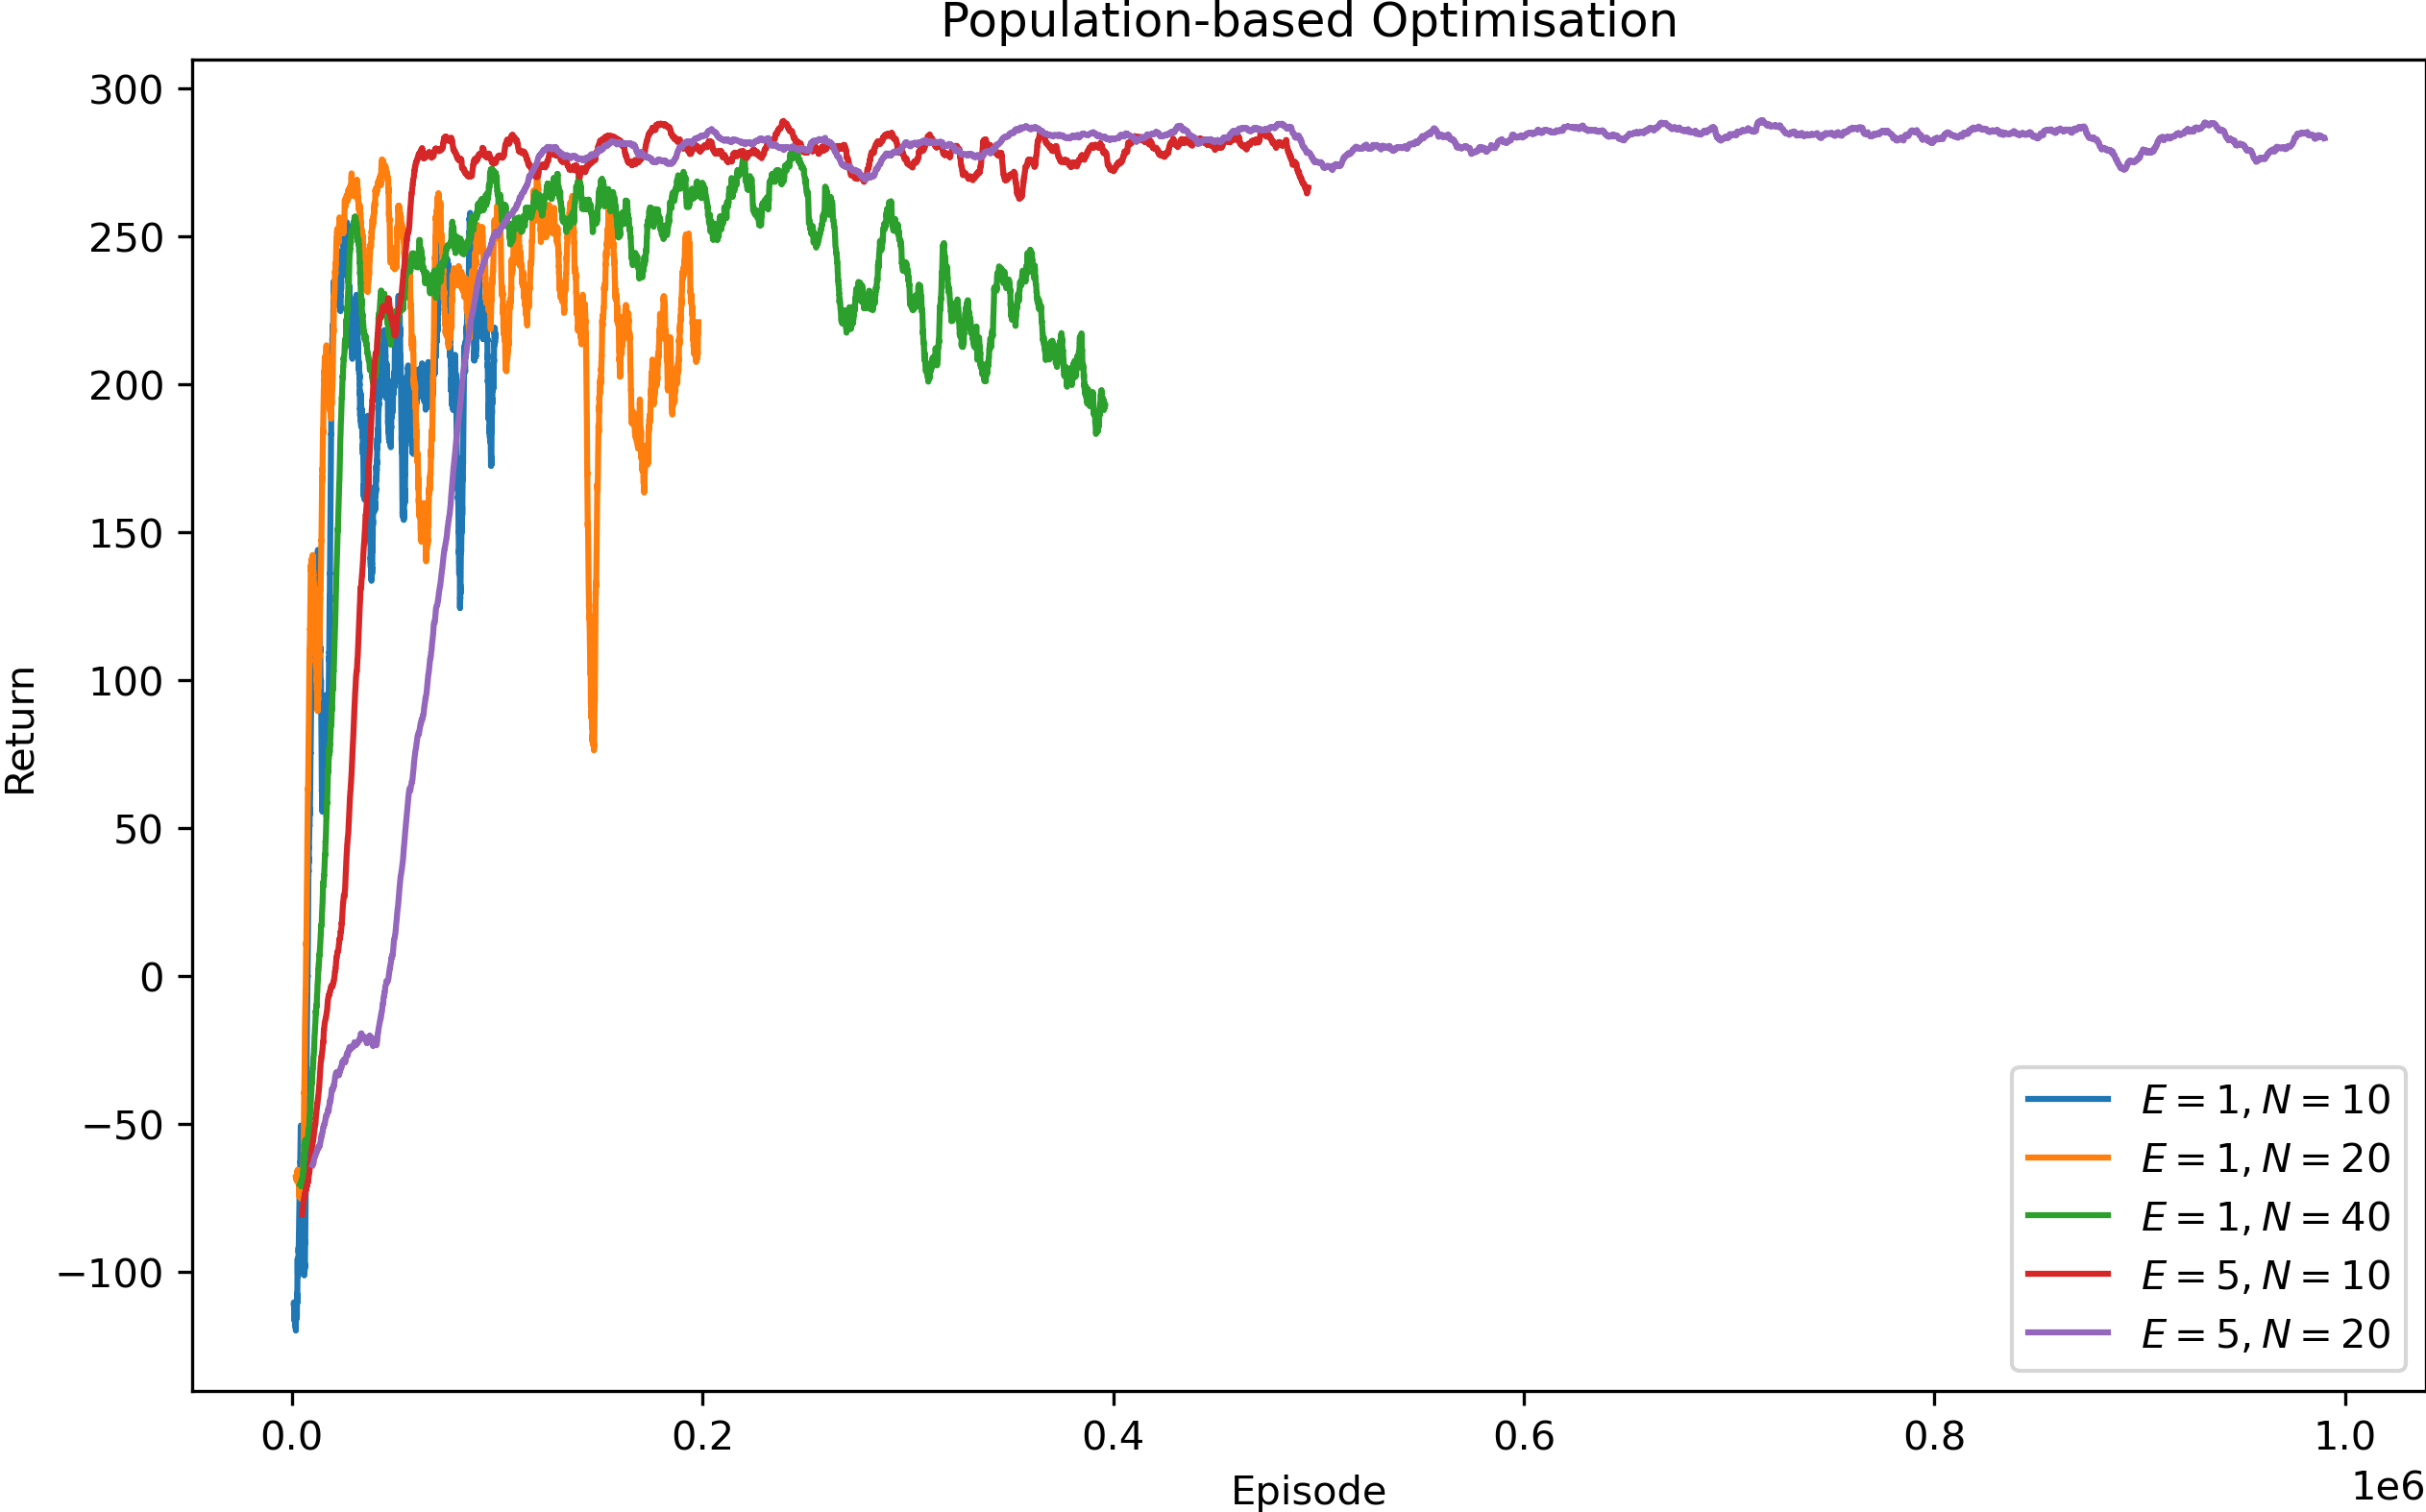 Population-based Optimisation
300
250
200
150
100
50
0
−50
−100
Return
0.0 0.2 0.4 0.6 0.8 1.0
1e6
Episode
E = 1, N = 10
E = 1, N = 20
E = 1, N = 40
E = 5, N = 10
E = 5, N = 20